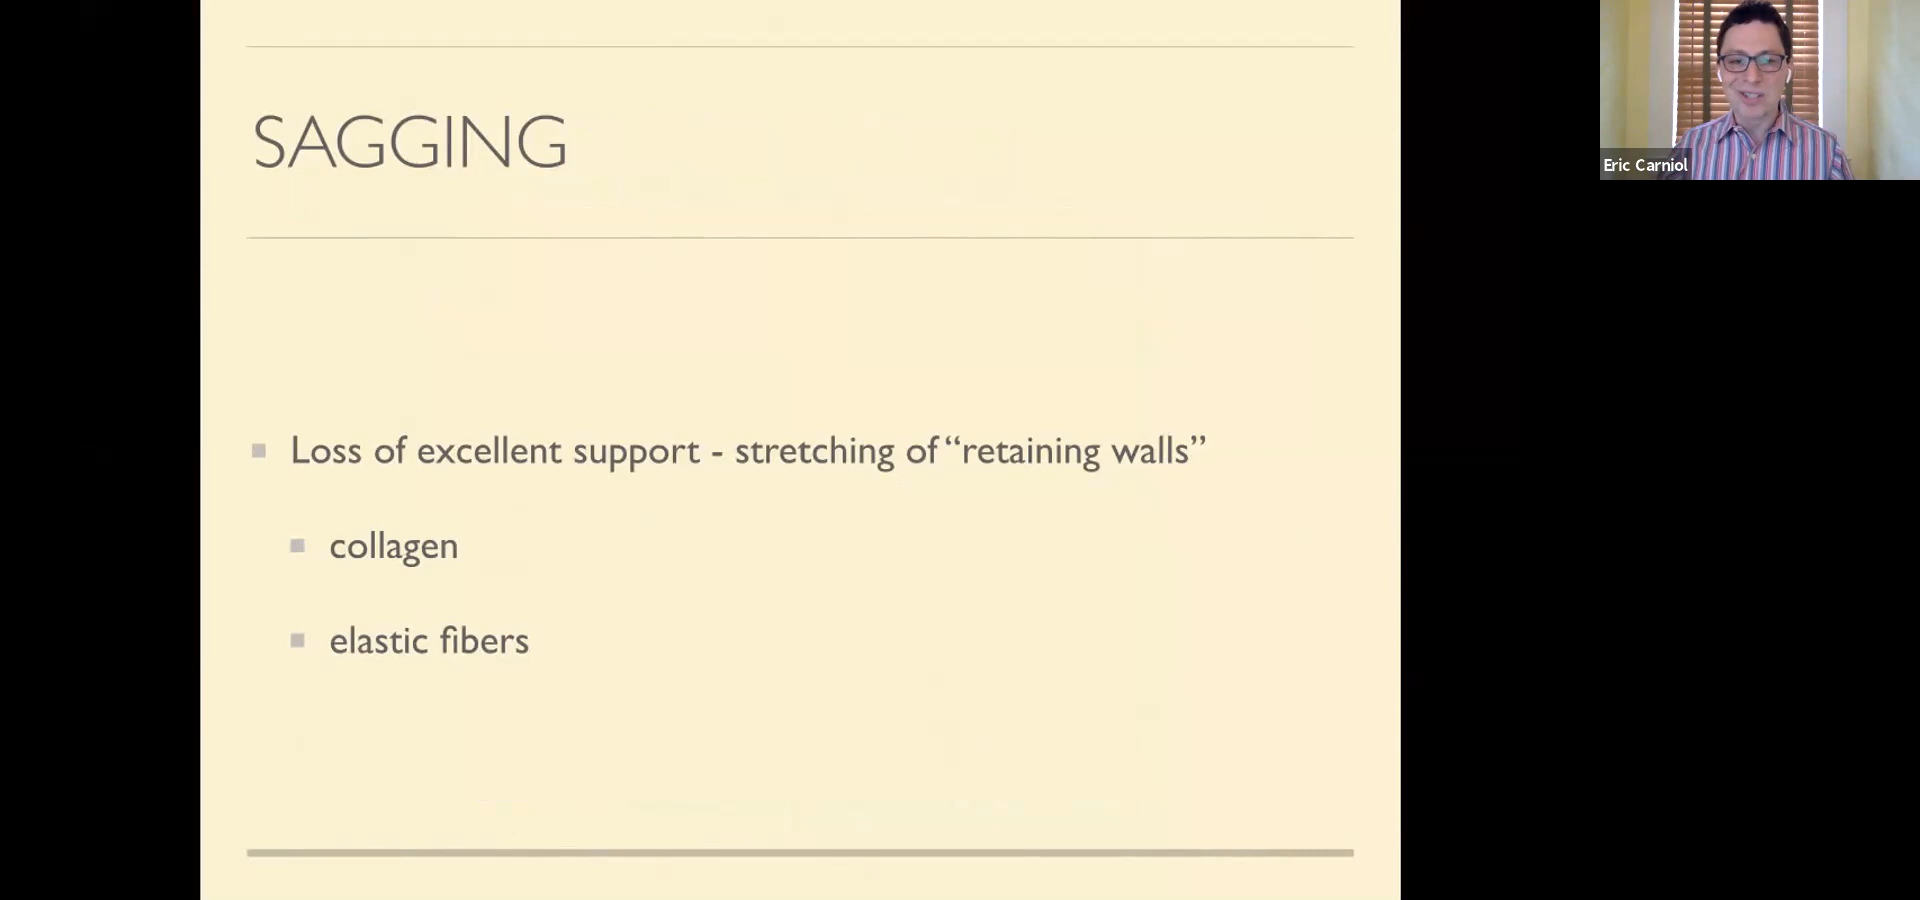 SAGGING
Loss of excellent support - stretching of “retaining walls”
collagen
elastic fibers
Eric Carniol